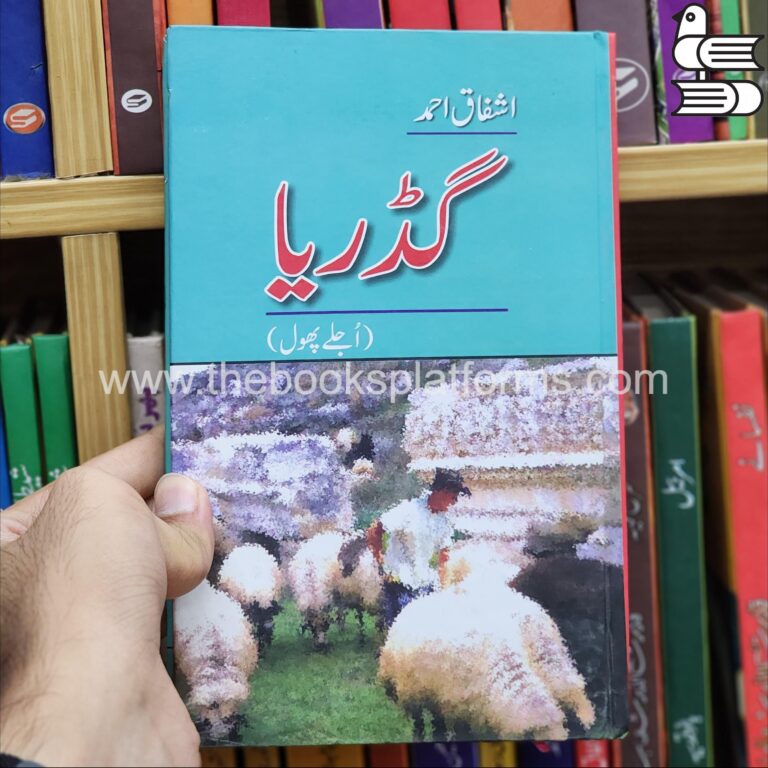 اشفاق احمد
گڈریا
(اُجلے پھول)
www.thebooksplatforms.com